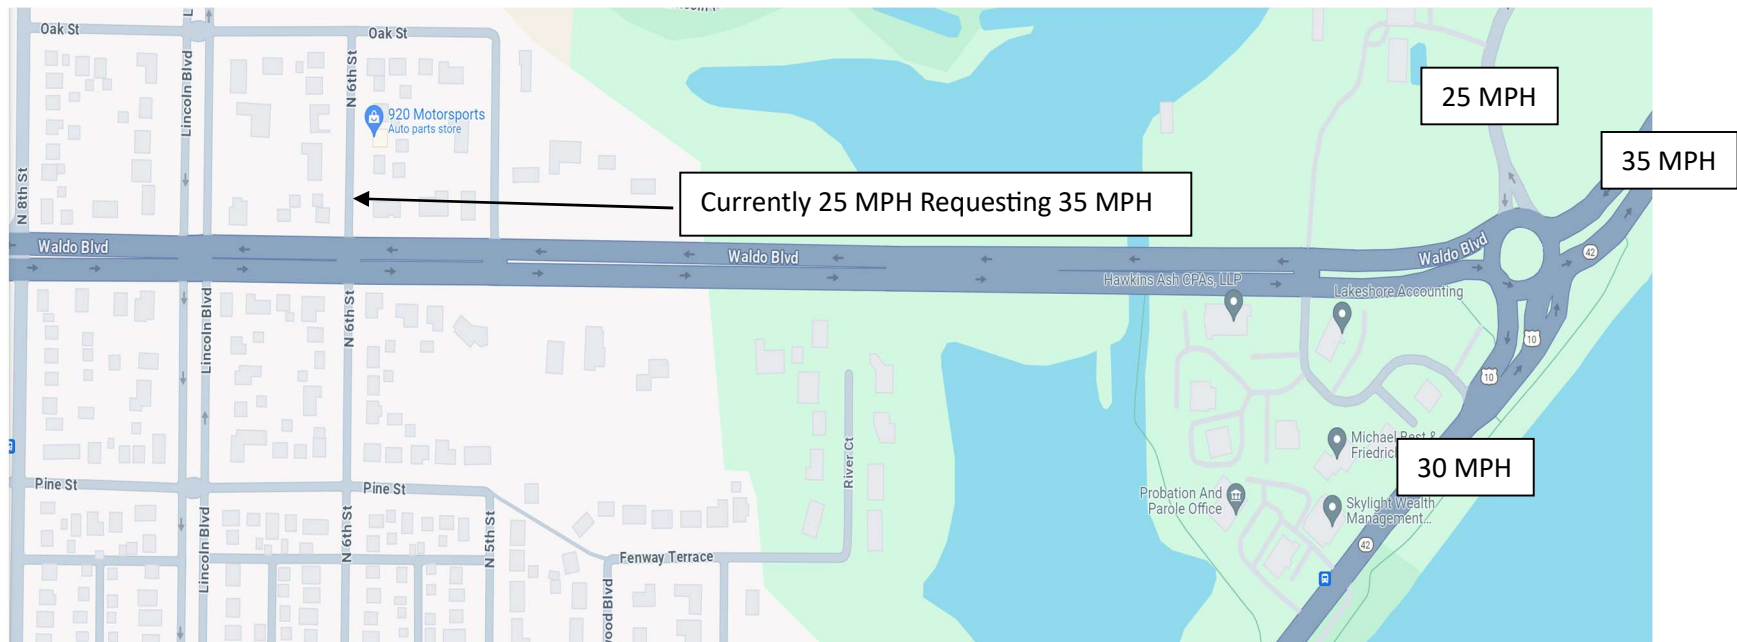 Oak St
Oak St
N 6th St
Lincoln Blvd
N 8th St
920 Motorsports
Auto parts store
25 MPH
35 MPH
Currently 25 MPH Requesting 35 MPH
Waldo Blvd
Waldo Blvd
Waldo Blvd
42
Hawkins Ash CPAs, LLP
Lakeshore Accounting
Lincoln Blvd
N 6th St
10
10
Michael Best &
Friedric
30 MPH
River Ct
Pine St
Pine St
Probation And
Parole Office
Skylight Wealth
Management...
Lincoln Blvd
N 6th St
N 5th St
42
Fenway Terrace
wood Blvd